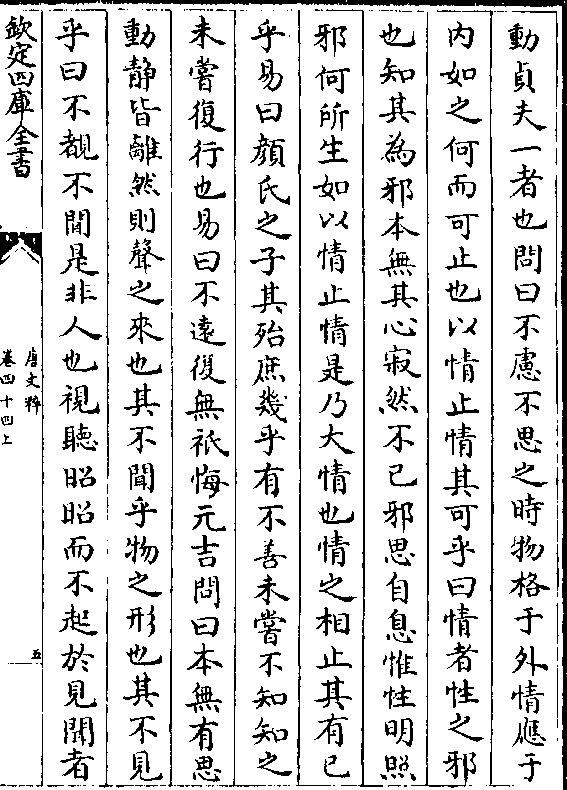 動貞夫一者也問曰不慮不思之時物格于外情應于
内如之何而可止也以情止情其可乎曰情者性之邪
也知其為邪本無其心寂然不已邪思自息惟性明照
邪何所生如以情止情是乃大情也情之相止其有已
乎易曰顔氏之子其殆庶幾乎有不善未嘗不知知之
未嘗復行也易曰不逺復無祇悔元吉問曰本無有思
動静皆離然則聲之來也其不聞乎物之形也其不見
乎曰不覩不聞是非人也視聽昭昭而不起於見聞者
欽定四庫全書
唐文粹
卷四十四上
五